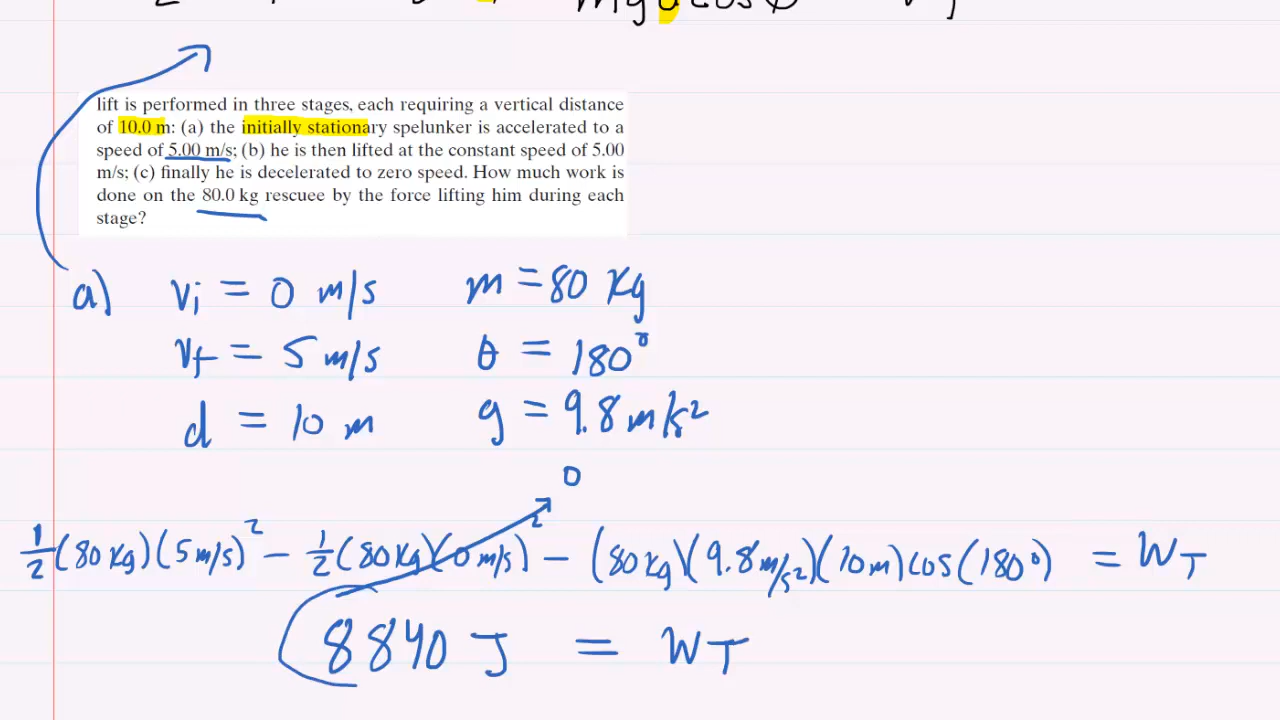 mgdcosθ
lift is performed in three stages, each requiring a vertical distance
of 10.0 m: (a) the initially stationary spelunker is accelerated to a
speed of 5.00 m/s; (b) he is then lifted at the constant speed of 5.00
m/s; (c) finally he is decelerated to zero speed. How much work is
done on the 80.0 kg rescuee by the force lifting him during each
stage?
a) vi = 0 m/s m = 80 Kg
vf = 5 m/s θ = 180°
d = 10 m g = 9.8 m/s²
0
1/2 (80 Kg)(5 m/s)² - 1/2 (80 Kg)(0 m/s)² - (80 kg)(9.8 m/s²)(10 m) cos(180°) = WT
8840 J = WT